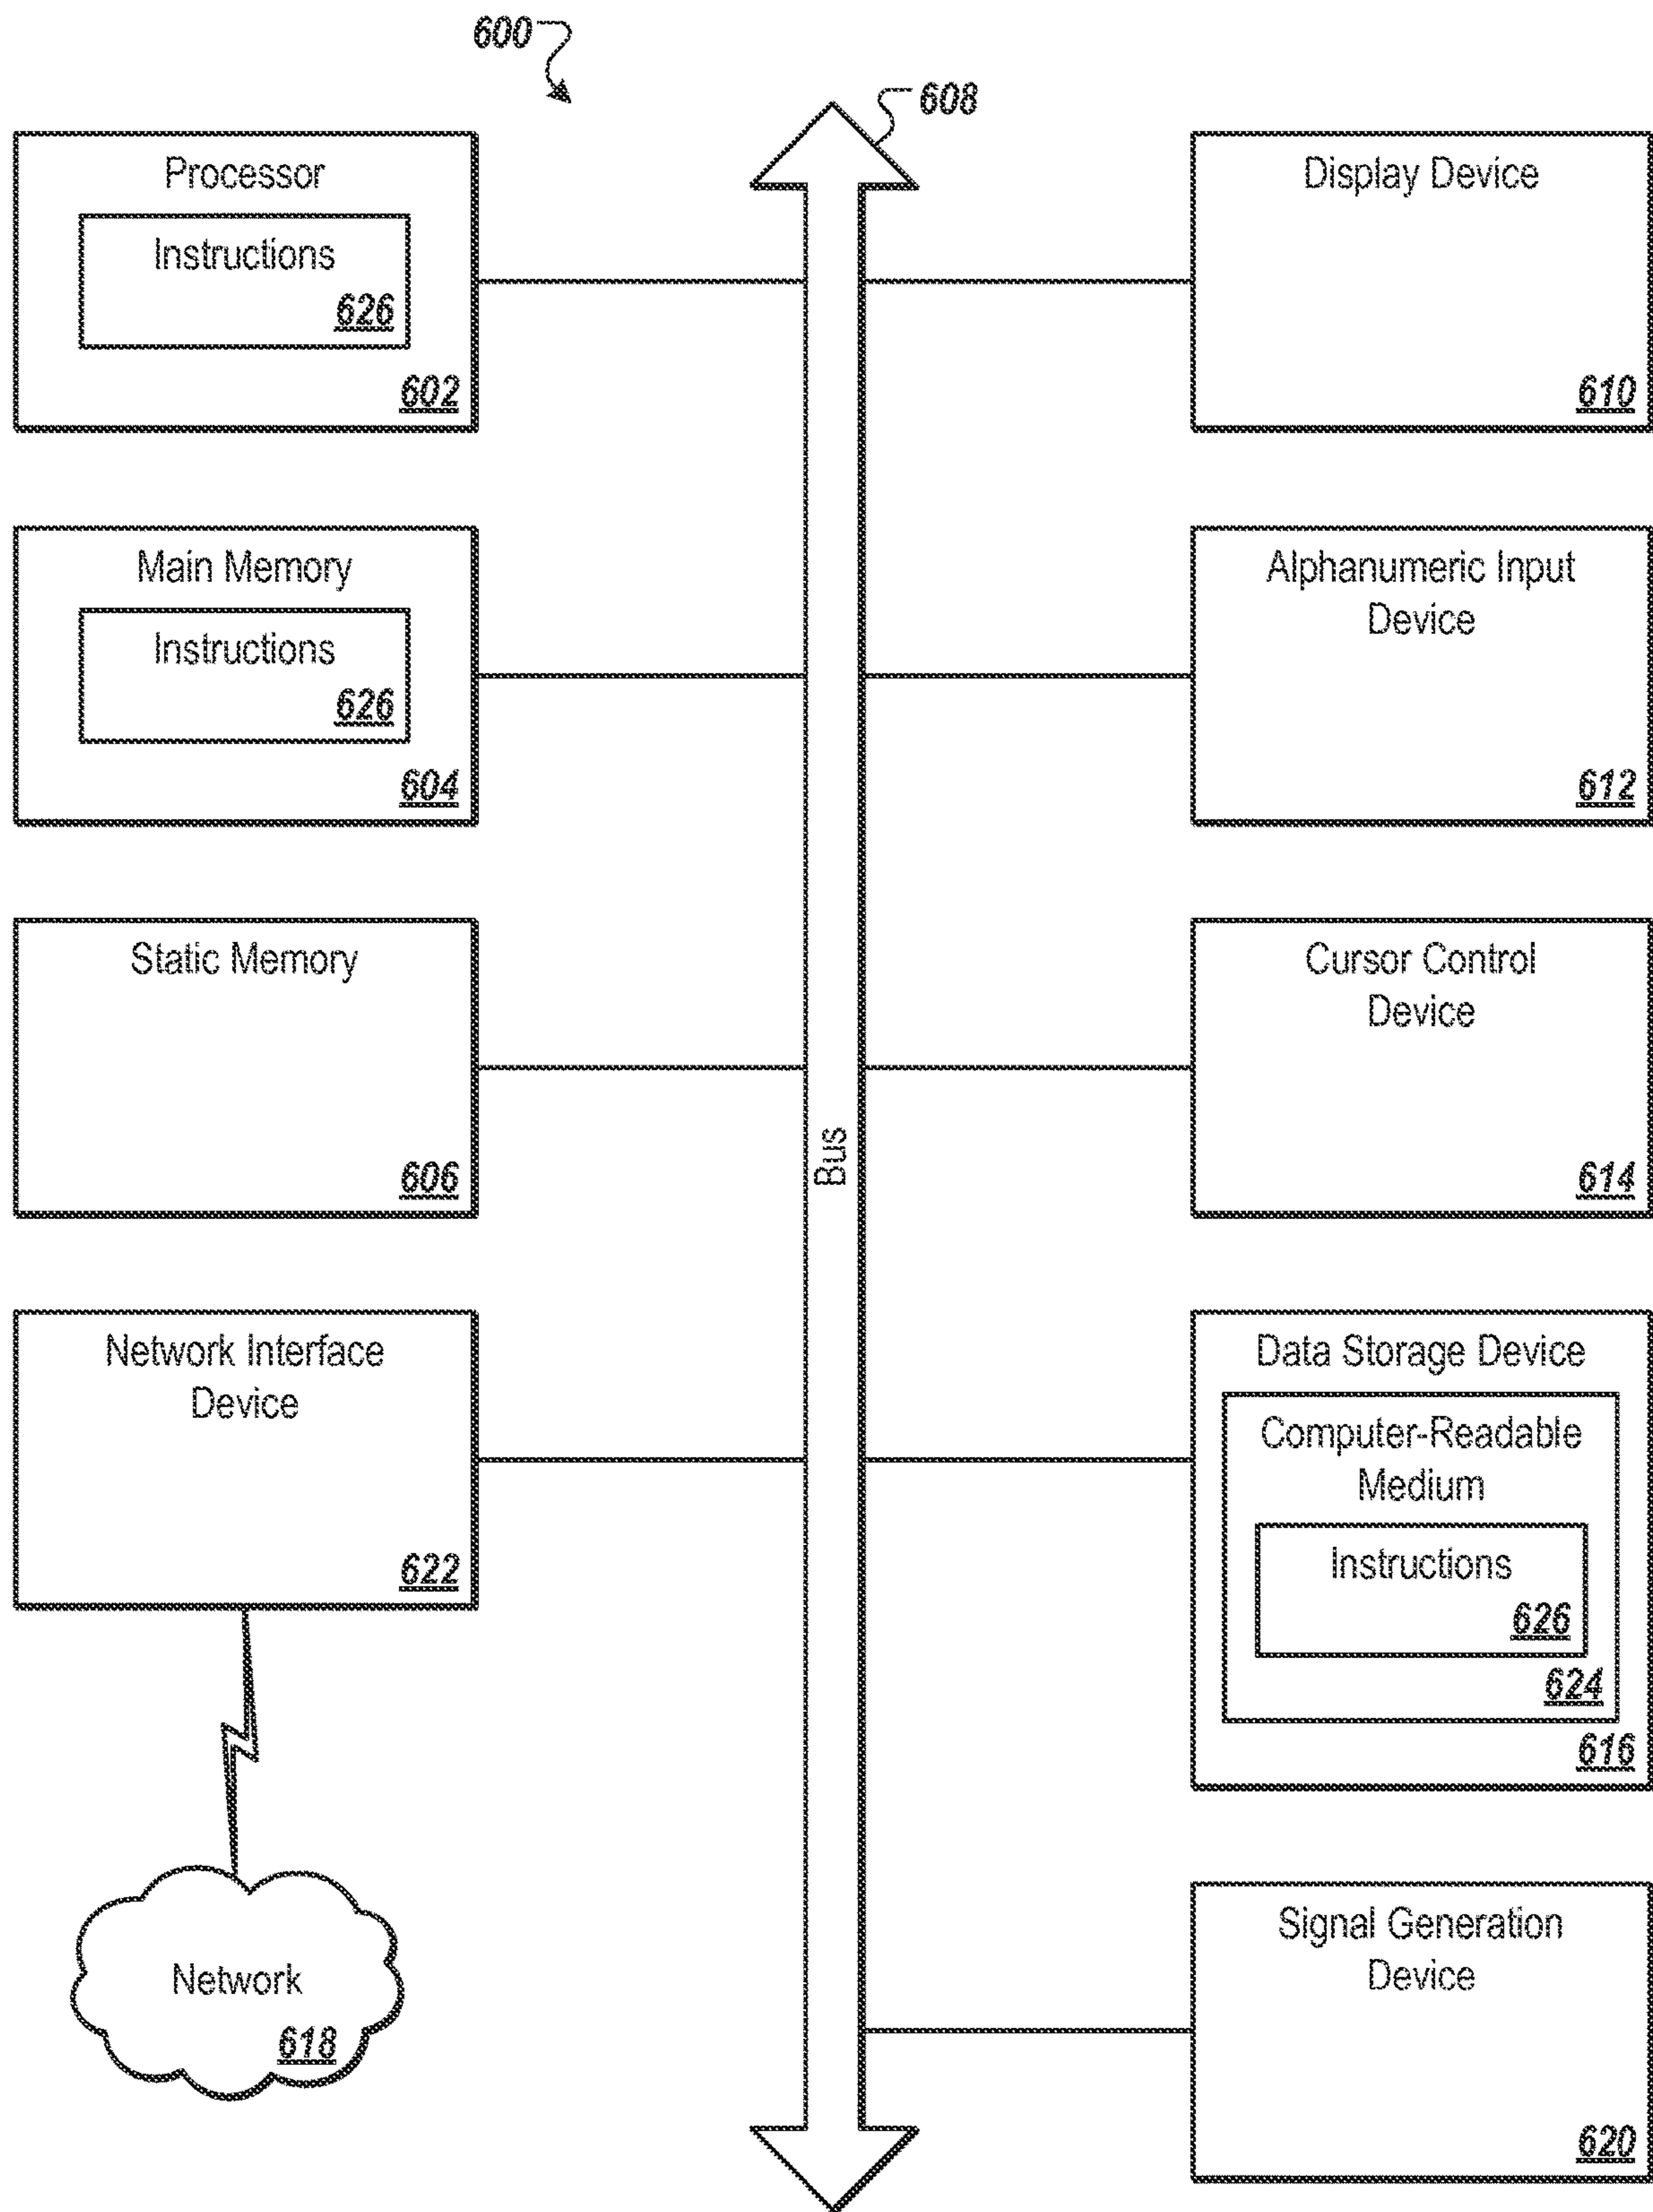 600
608
Processor
Instructions
626
602
Main Memory
Instructions
626
604
Static Memory
606
Network Interface
Device
622
Network
618
Bus
Display Device
610
Alphanumeric Input
Device
612
Cursor Control
Device
614
Data Storage Device
Computer-Readable
Medium
Instructions
626
624
616
Signal Generation
Device
620